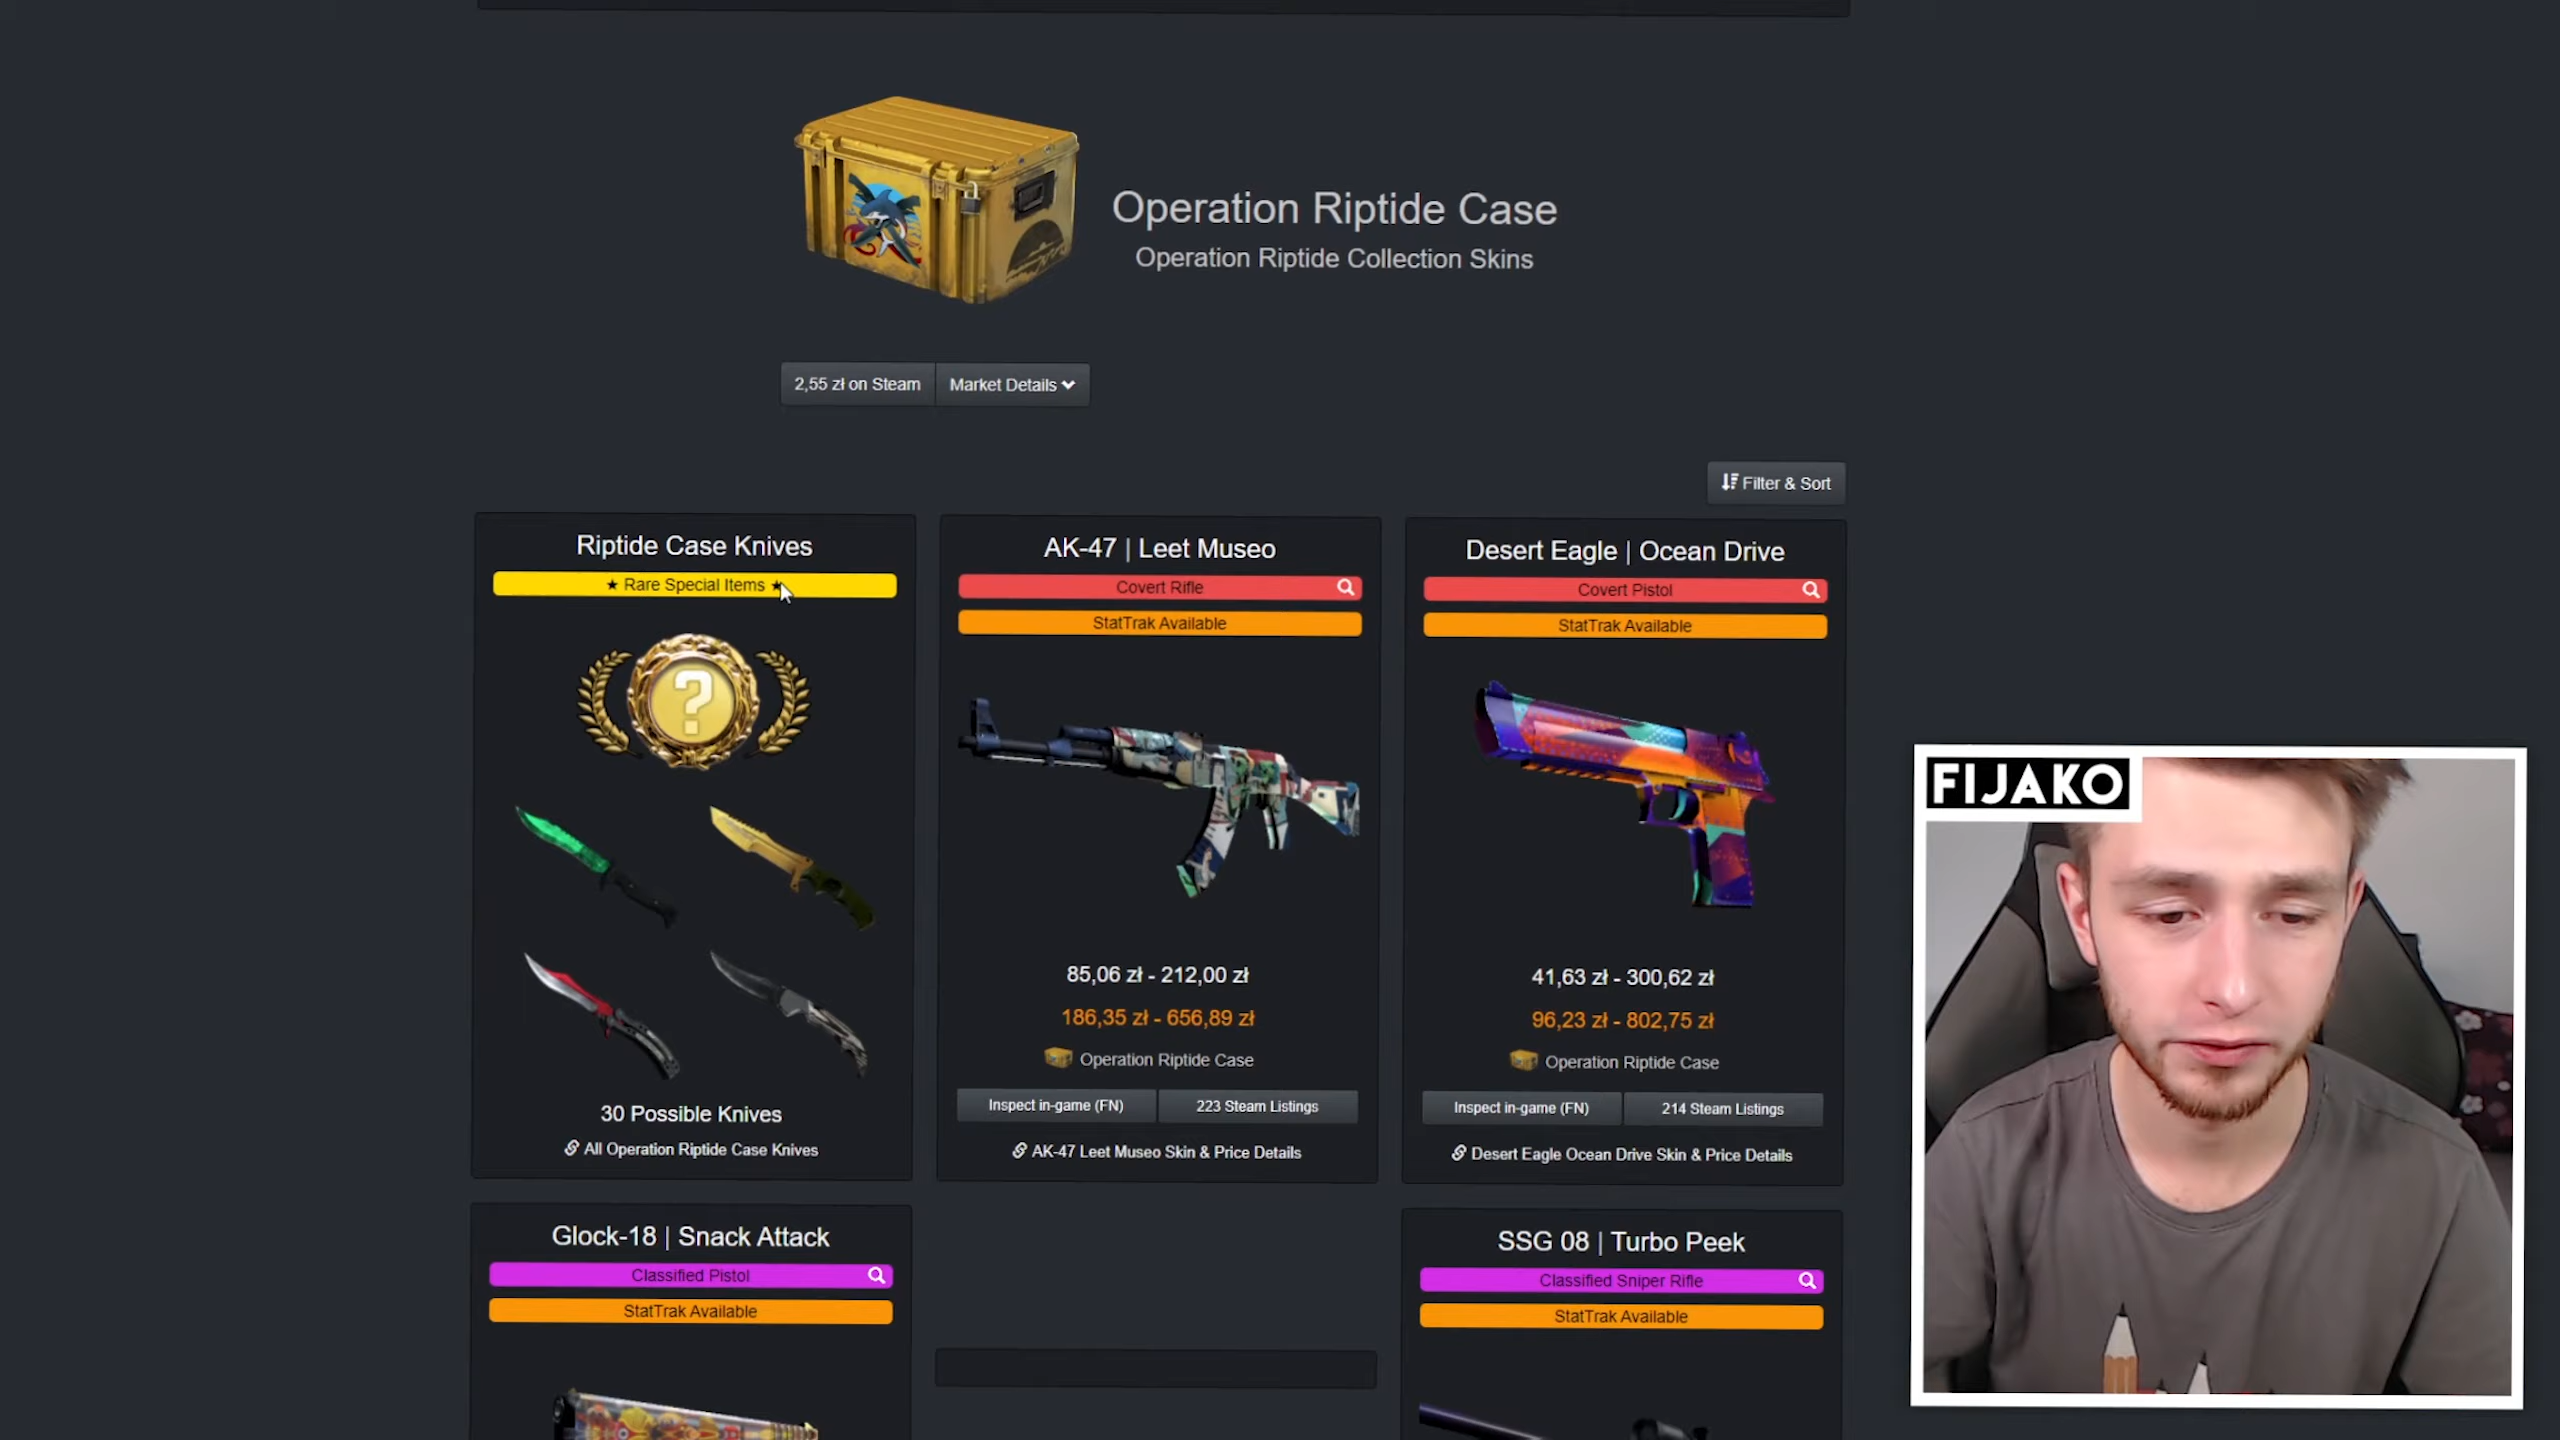 Operation Riptide Case
Operation Riptide Collection Skins
2,55 zł on Steam
Market Details
Filter & Sort
Riptide Case Knives
★ Rare Special Items ★
30 Possible Knives
All Operation Riptide Case Knives
AK-47 | Leet Museo
Covert Rifle
StatTrak Available
85,06 zł - 212,00 zł
186,35 zł - 656,89 zł
Operation Riptide Case
Inspect in-game (FN)
223 Steam Listings
AK-47 Leet Museo Skin & Price Details
Desert Eagle | Ocean Drive
Covert Pistol
StatTrak Available
41,63 zł - 300,62 zł
96,23 zł - 802,75 zł
Operation Riptide Case
Inspect in-game (FN)
214 Steam Listings
Desert Eagle Ocean Drive Skin & Price Details
FIJAKO
Glock-18 | Snack Attack
Classified Pistol
StatTrak Available
SSG 08 | Turbo Peek
Classified Sniper Rifle
StatTrak Available